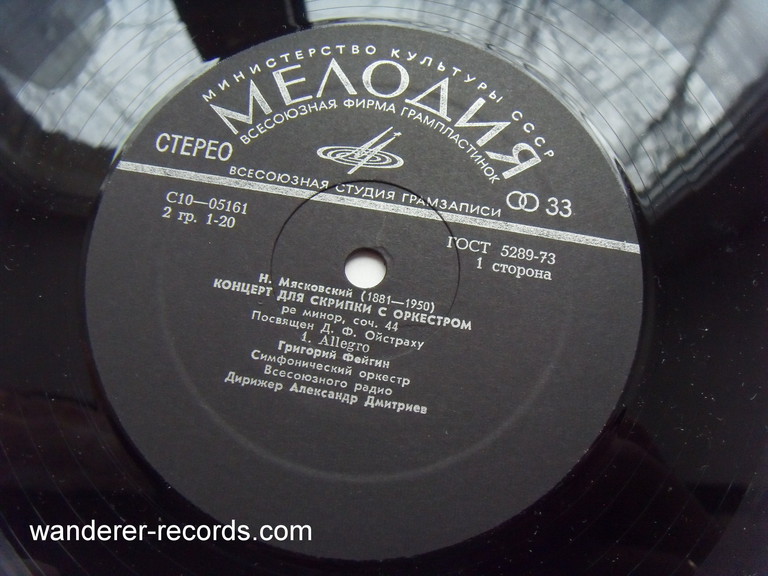 МИНИСТЕРСТВО КУЛЬТУРЫ СССР
МЕЛОДИЯ
ВСЕСОЮЗНАЯ ФИРМА ГРАМПЛАСТИНОК
СТЕРЕО
ВСЕСОЮЗНАЯ СТУДИЯ ГРАМЗАПИСИ
33
С10—05161
2 гр. 1-20
ГОСТ 5289-73
1 сторона
Н. Мясковский (1881—1950)
КОНЦЕРТ ДЛЯ СКРИПКИ С ОРКЕСТРОМ
ре минор, соч. 44
Посвящен Д. Ф. Ойстраху
1. Allegro
Григорий Фейгин
Симфонический оркестр
Всесоюзного радио
Дирижер Александр Дмитриев
wanderer-records.com